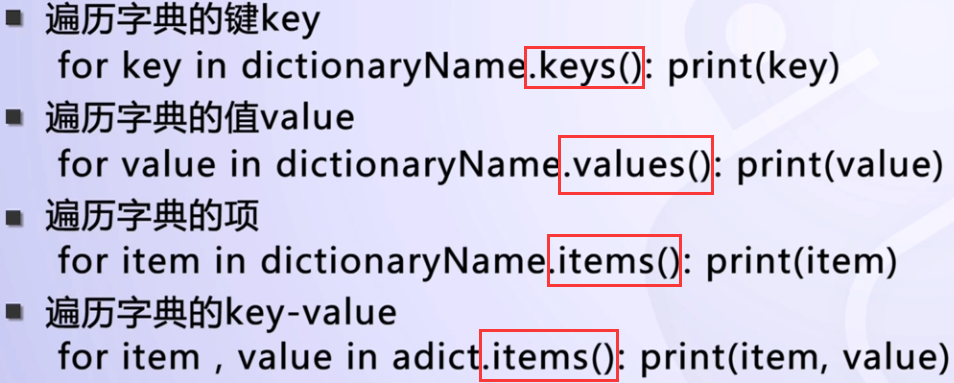 遍历字典的键key
for key in dictionaryName.keys(): print(key)
遍历字典的值value
for value in dictionaryName.values(): print(value)
遍历字典的项
for item in dictionaryName.items(): print(item)
遍历字典的key-value
for item , value in adict.items(): print(item, value)